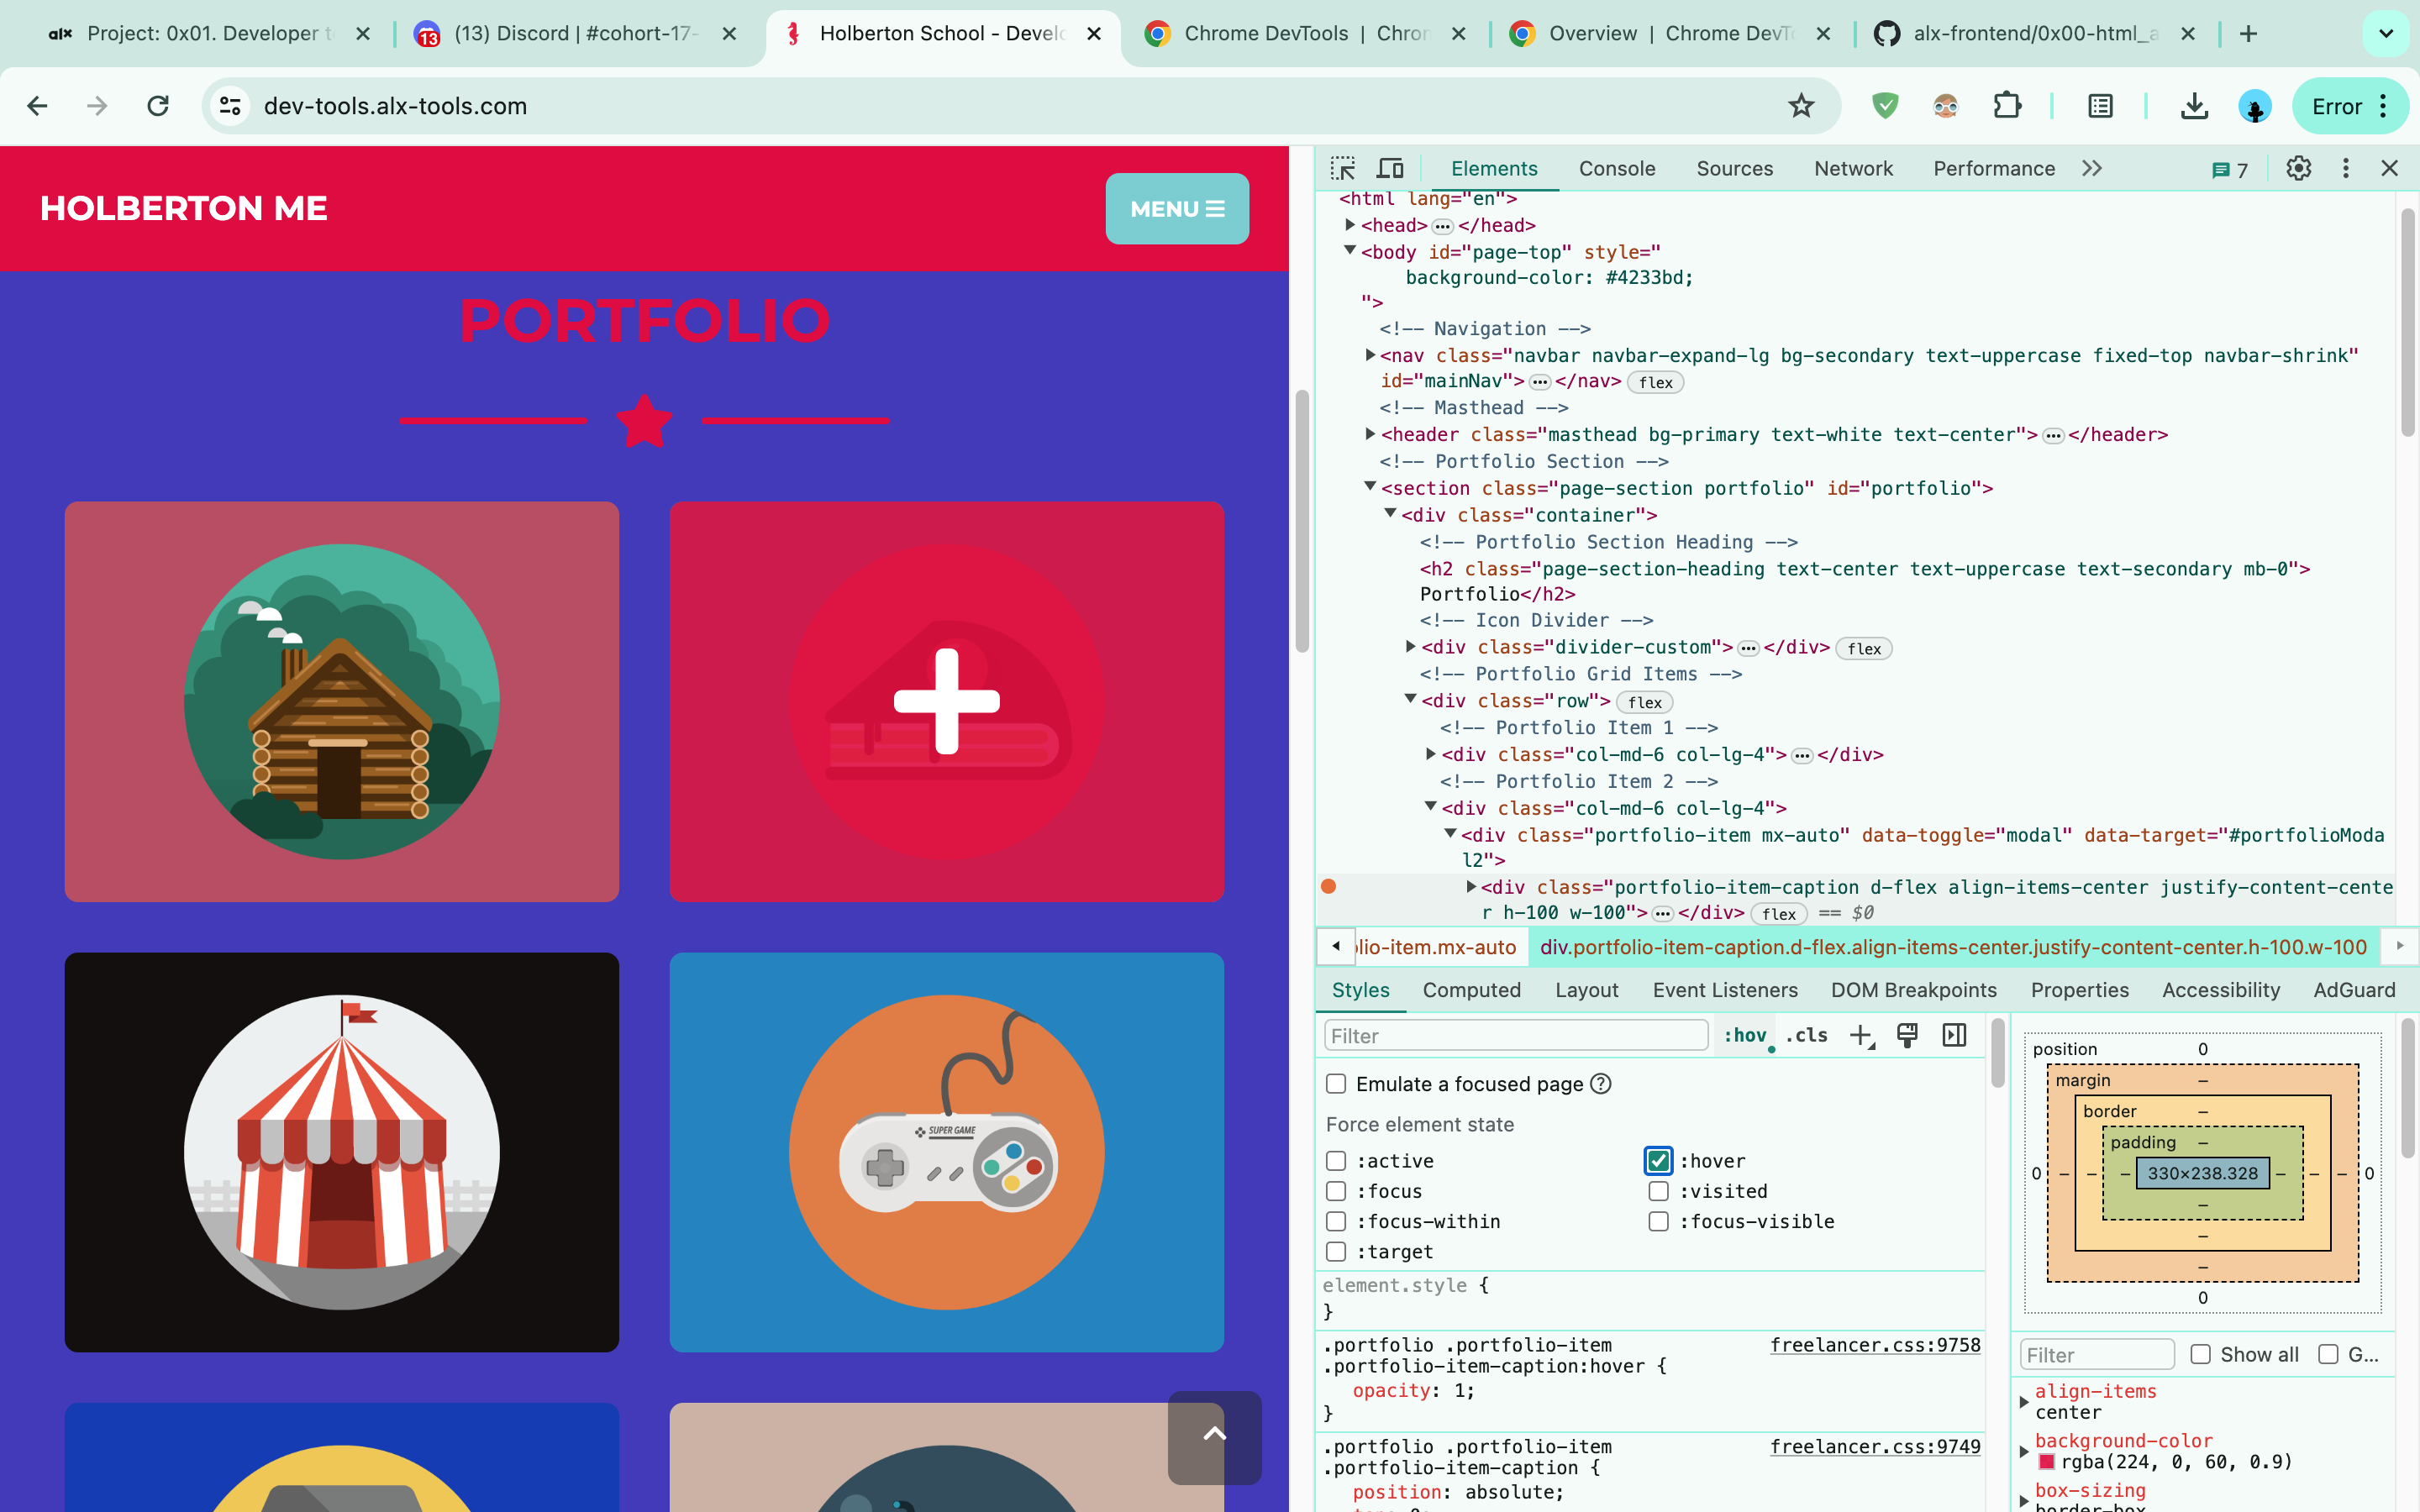 alx Project: 0x01. Developer t
13 (13) Discord | #cohort-17-
Holberton School - Develo
Chrome DevTools | Chron
Overview | Chrome DevTo
alx-frontend/0x00-html_a
dev-tools.alx-tools.com
Error
HOLBERTON ME
MENU
PORTFOLIO
SUPER GAME
Elements Console Sources Network Performance 7
<html lang="en">
<head> ••• </head>
<body id="page-top" style="
background-color: #4233bd;
">
<!-- Navigation -->
<nav class="navbar navbar-expand-lg bg-secondary text-uppercase fixed-top navbar-shrink"
id="mainNav"> ••• </nav> flex
<!-- Masthead -->
<header class="masthead bg-primary text-white text-center"> ••• </header>
<!-- Portfolio Section -->
<section class="page-section portfolio" id="portfolio">
<div class="container">
<!-- Portfolio Section Heading -->
<h2 class="page-section-heading text-center text-uppercase text-secondary mb-0">
Portfolio</h2>
<!-- Icon Divider -->
<div class="divider-custom"> ••• </div> flex
<!-- Portfolio Grid Items -->
<div class="row"> flex
<!-- Portfolio Item 1 -->
<div class="col-md-6 col-lg-4"> ••• </div>
<!-- Portfolio Item 2 -->
<div class="col-md-6 col-lg-4">
<div class="portfolio-item mx-auto" data-toggle="modal" data-target="#portfolioModa
l2">
<div class="portfolio-item-caption d-flex align-items-center justify-content-cente
r h-100 w-100"> ••• </div> flex == $0
lio-item.mx-auto div.portfolio-item-caption.d-flex.align-items-center.justify-content-center.h-100.w-100
Styles Computed Layout Event Listeners DOM Breakpoints Properties Accessibility AdGuard
Filter :hov .cls
Emulate a focused page ?
Force element state
:active :hover
:focus :visited
:focus-within :focus-visible
:target
element.style {
}
.portfolio .portfolio-item freelancer.css:9758
.portfolio-item-caption:hover {
opacity: 1;
}
.portfolio .portfolio-item freelancer.css:9749
.portfolio-item-caption {
position: absolute;
position 0
margin –
border –
padding –
0 – – – 330×238.328 – – – 0
–
–
–
0
Filter Show all G...
align-items
center
background-color
rgba(224, 0, 60, 0.9)
box-sizing
border-box